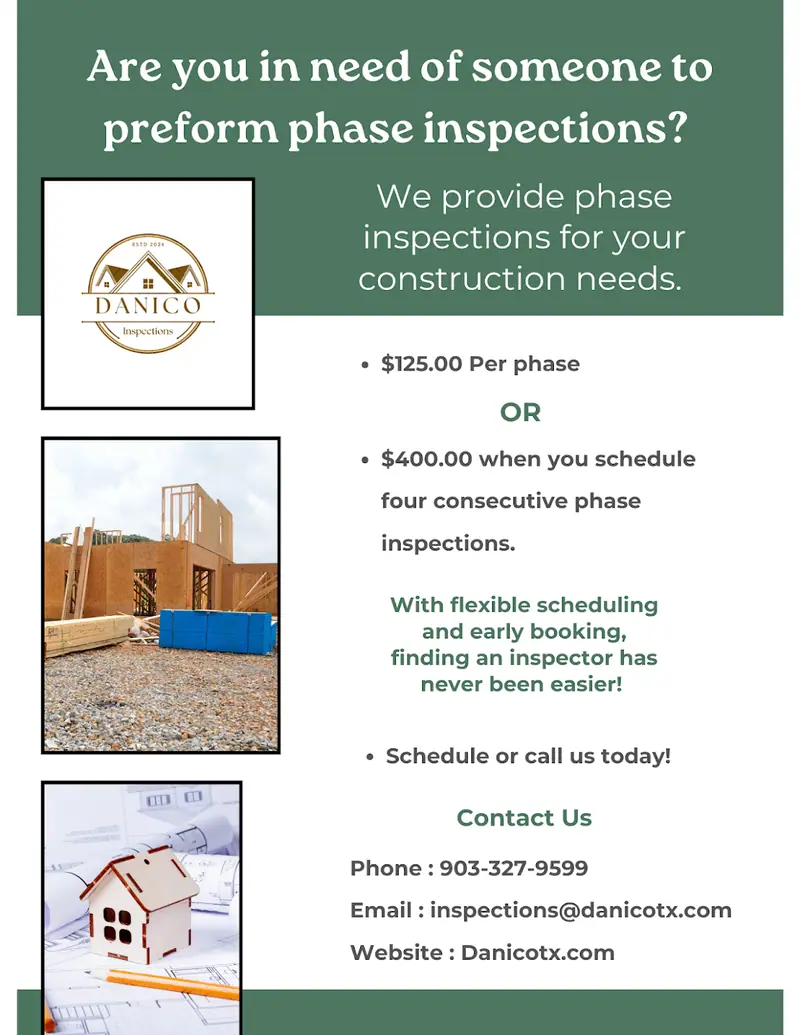 Are you in need of someone to
preform phase inspections?
We provide phase
inspections for your
construction needs.
ESTD 2024
DANICO
Inspections
• $125.00 Per phase
OR
• $400.00 when you schedule
four consecutive phase
inspections.
With flexible scheduling
and early booking,
finding an inspector has
never been easier!
• Schedule or call us today!
Contact Us
Phone : 903-327-9599
Email : inspections@danicotx.com
Website : Danicotx.com